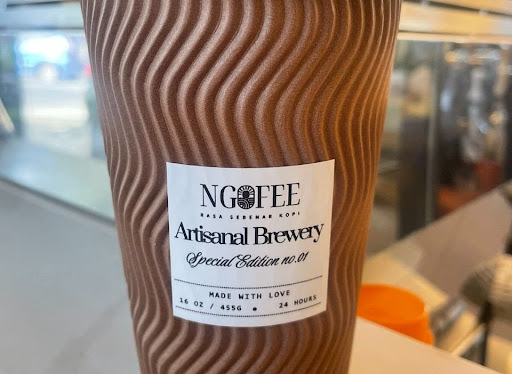 NGOFEE
RASA SEBENAR KOPI
Artisanal Brewery
Special Edition no.01
MADE WITH LOVE
16 OZ / 455G • 24 HOURS